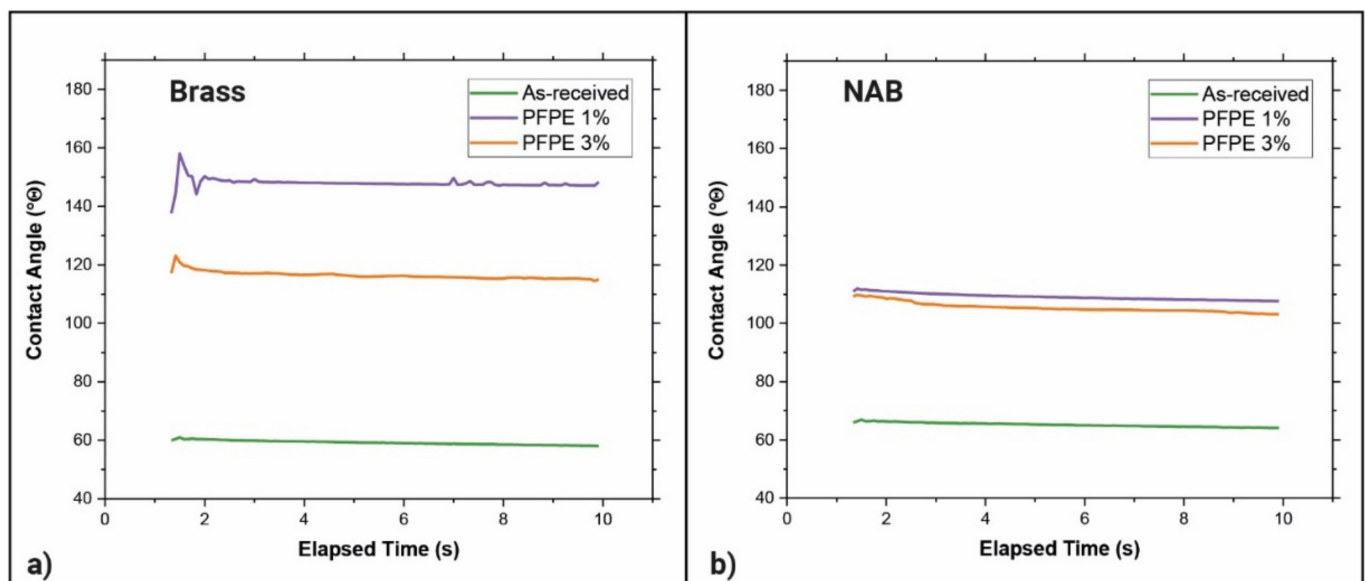 Brass
As-received
PFPE 1%
PFPE 3%
180
160
140
120
100
80
60
40
Contact Angle (°Θ)
0
2
4
6
8
10
Elapsed Time (s)
a)
NAB
As-received
PFPE 1%
PFPE 3%
180
160
140
120
100
80
60
40
Contact Angle (°Θ)
0
2
4
6
8
10
Elapsed Time (s)
b)